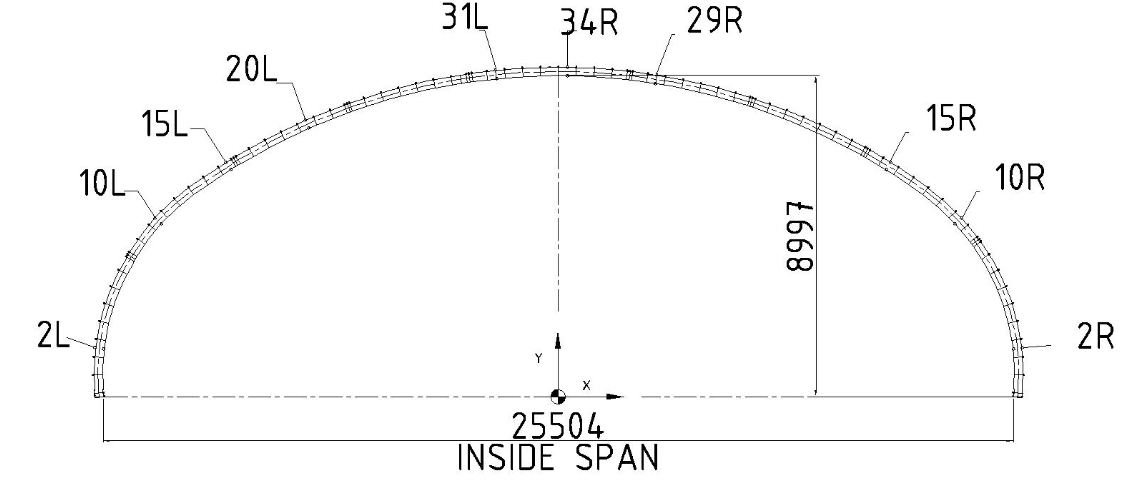 31L
34R
29R
20L
15L
15R
10L
10R
8997
2L
2R
Y
X
25504
INSIDE SPAN